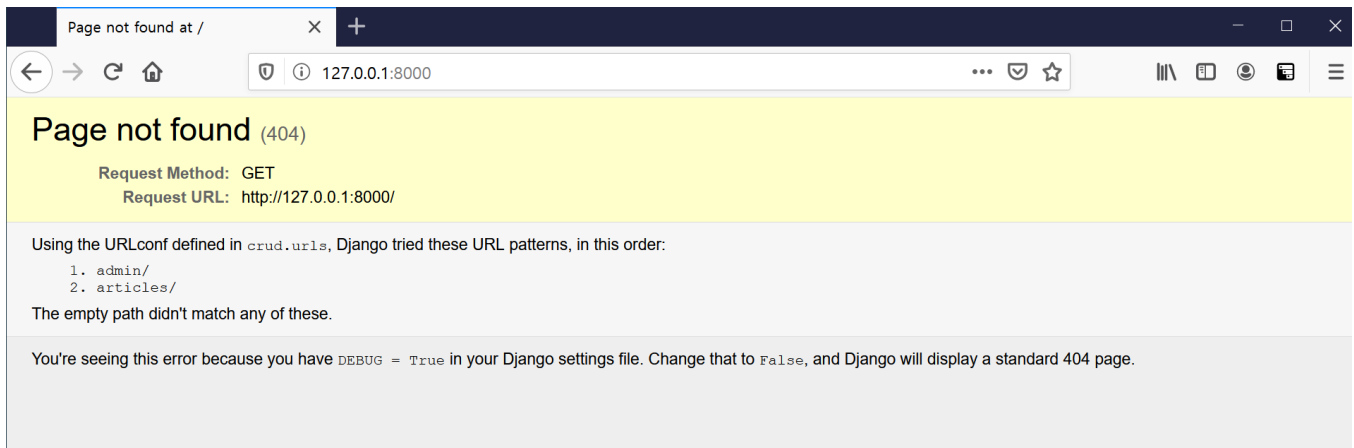 Page not found at /
127.0.0.1:8000
Page not found (404)
Request Method: GET
Request URL: http://127.0.0.1:8000/
Using the URLconf defined in crud.urls, Django tried these URL patterns, in this order:
1. admin/
2. articles/
The empty path didn't match any of these.
You're seeing this error because you have DEBUG = True in your Django settings file. Change that to False, and Django will display a standard 404 page.